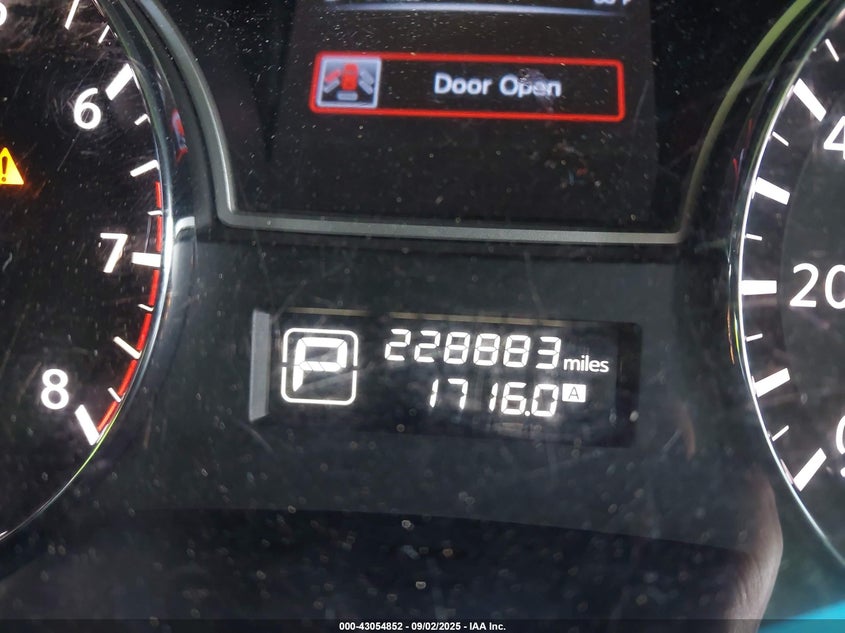 Door Open
6
7
8
4
20
P
228883 miles
1716.0 A
000-43054852 | 09/02/2025 - IAA Inc.